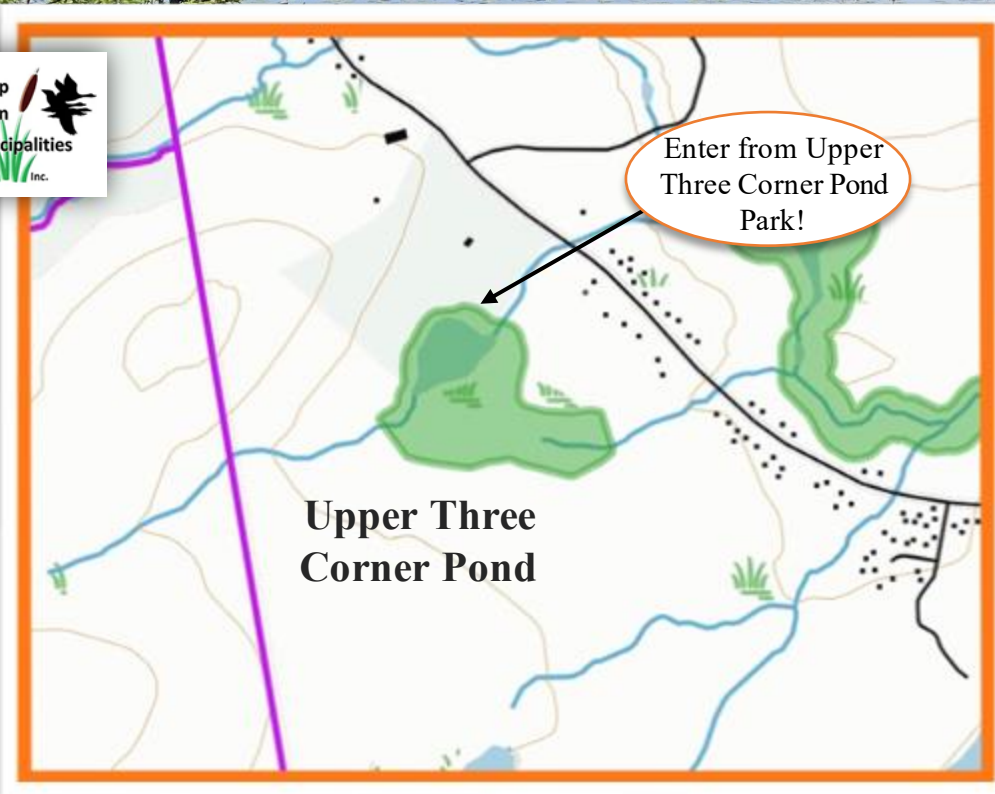 p
n
cipalities
Inc.
Enter from Upper
Three Corner Pond
Park!
Upper Three
Corner Pond